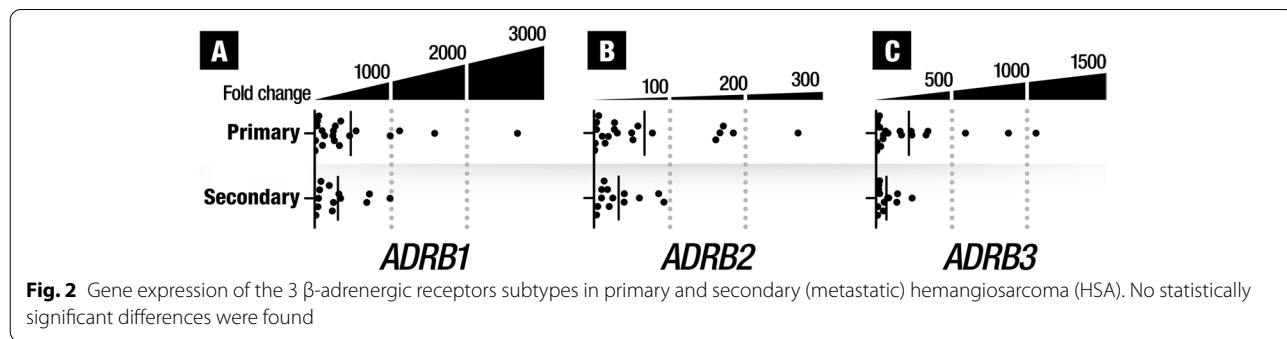 A
B
C
Fold change
1000 2000 3000
100 200 300
500 1000 1500
Primary
Secondary
ADRB1
ADRB2
ADRB3
Fig. 2 Gene expression of the 3 β-adrenergic receptors subtypes in primary and secondary (metastatic) hemangiosarcoma (HSA). No statistically
significant differences were found